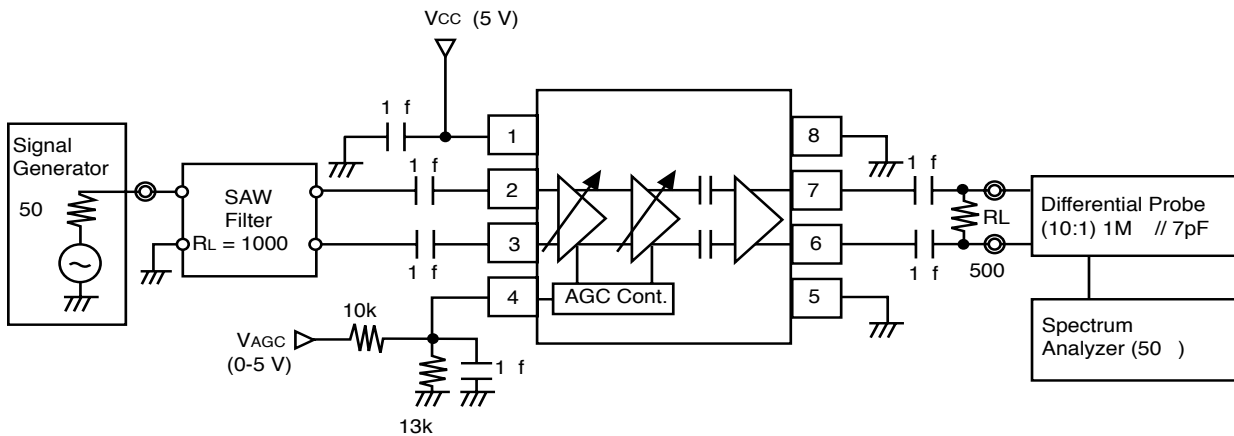 VCC (5 V)
1 f
1
8
Signal
Generator
50
SAW
Filter
RL = 1000
1 f
2
7
1 f
3
6
1 f
1 f
RL
500
Differential Probe
(10:1) 1M // 7pF
4
AGC Cont.
5
10k
VAGC
(0-5 V)
1 f
13k
Spectrum
Analyzer (50 )